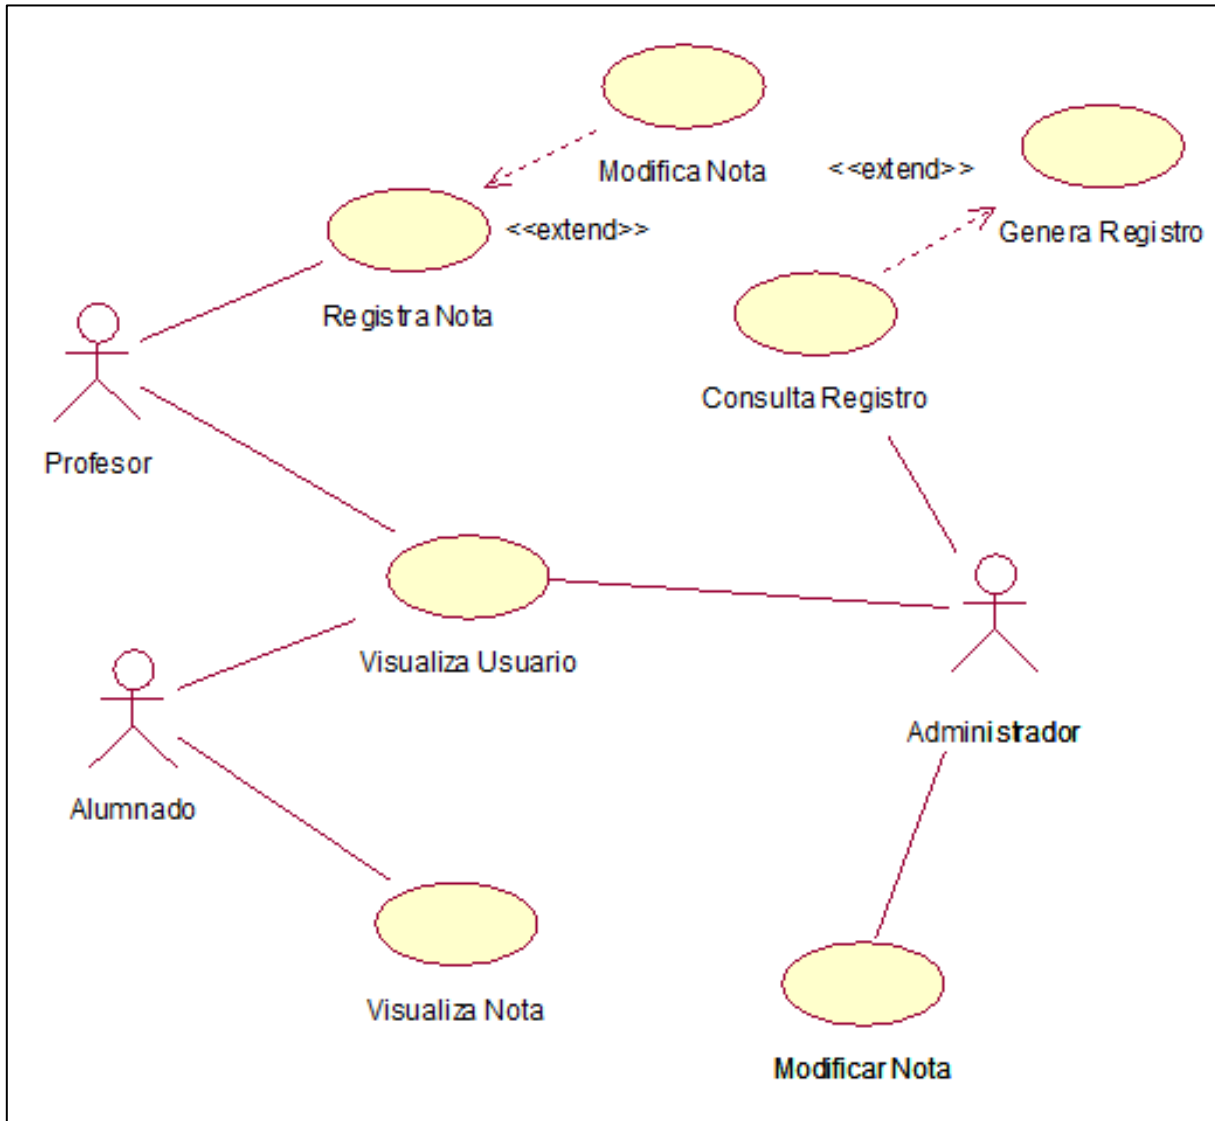 Modifica Nota
<<extend>>
Genera Registro
<<extend>>
Registra Nota
Consulta Registro
Profesor
Visualiza Usuario
Administrador
Alumnado
Visualiza Nota
Modificar Nota